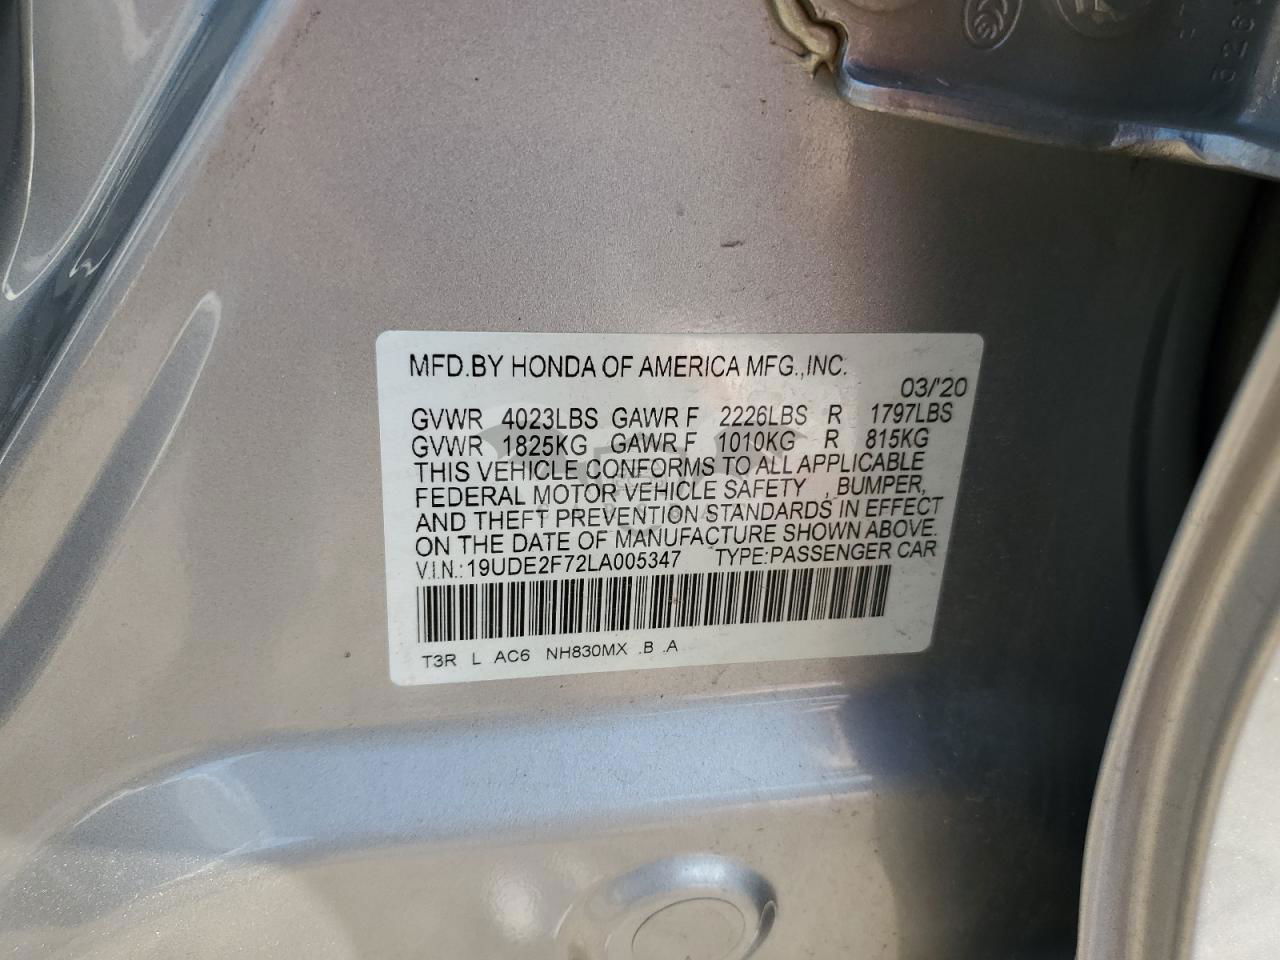 MFD.BY HONDA OF AMERICA MFG.,INC.
03/'20
GVWR 4023LBS GAWR F 2226LBS R 1797LBS
GVWR 1825KG GAWR F 1010KG R 815KG
THIS VEHICLE CONFORMS TO ALL APPLICABLE
FEDERAL MOTOR VEHICLE SAFETY , BUMPER,
AND THEFT PREVENTION STANDARDS IN EFFECT
ON THE DATE OF MANUFACTURE SHOWN ABOVE.
V.I.N.:19UDE2F72LA005347 TYPE:PASSENGER CAR
T3R L AC6 NH830MX .B .A